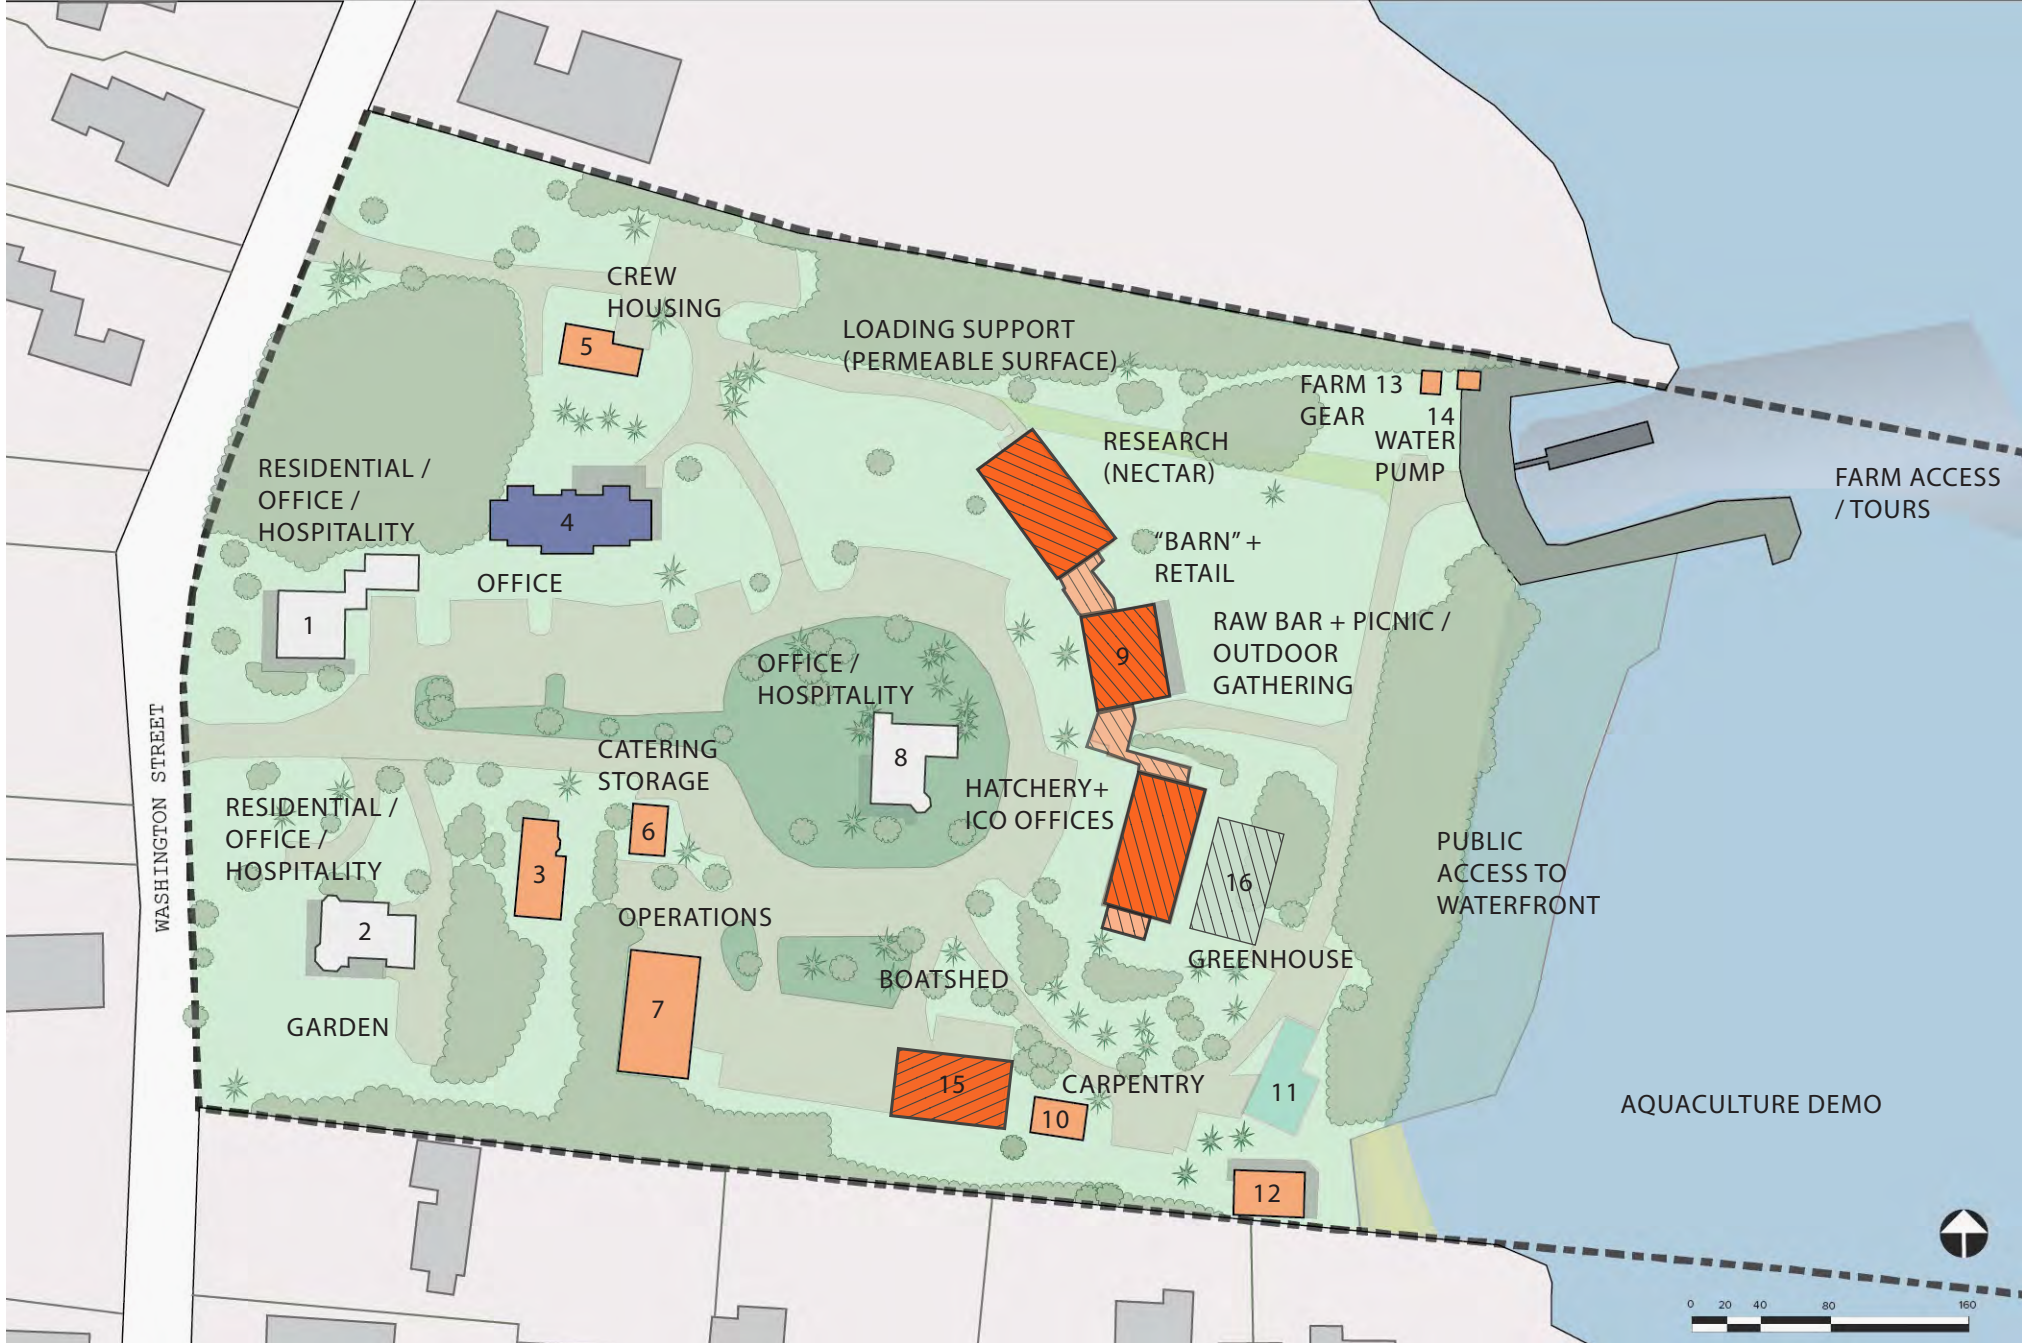 CREW
HOUSING
5
LOADING SUPPORT
(PERMEABLE SURFACE)
FARM 13
GEAR 14
WATER
PUMP
RESEARCH
(NECTAR)
FARM ACCESS
/ TOURS
RESIDENTIAL /
OFFICE /
HOSPITALITY
4
OFFICE
1
"BARN" +
RETAIL
RAW BAR + PICNIC /
OUTDOOR
GATHERING
9
OFFICE /
HOSPITALITY
8
WASHINGTON STREET
CATERING
STORAGE
6
HATCHERY+
ICO OFFICES
RESIDENTIAL /
OFFICE /
HOSPITALITY
3
2
16
PUBLIC
ACCESS TO
WATERFRONT
OPERATIONS
GREENHOUSE
BOATSHED
7
GARDEN
15
CARPENTRY
10
11
AQUACULTURE DEMO
12
0 20 40 80 160